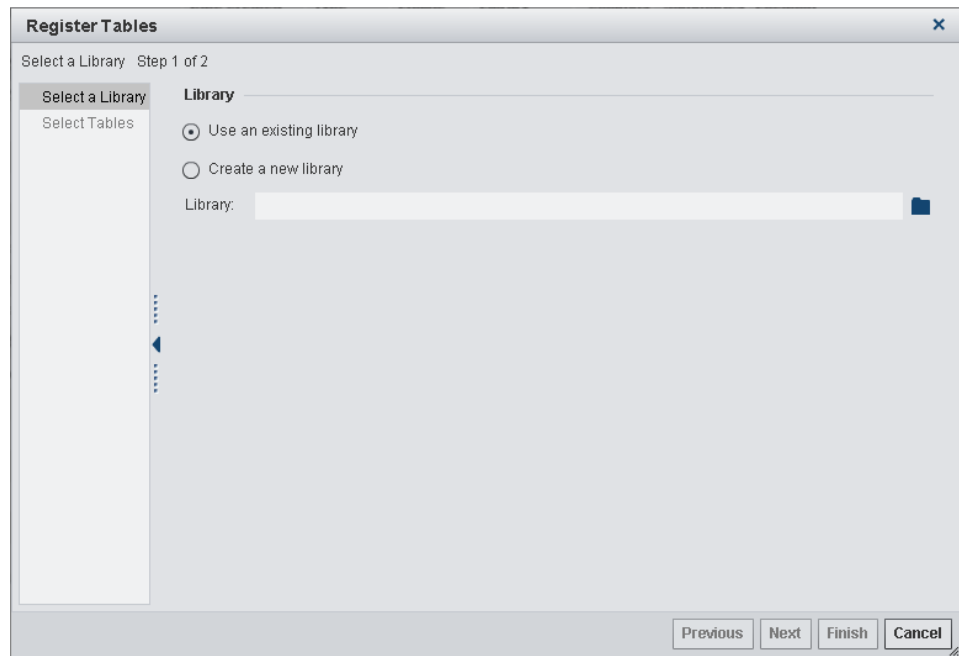 Register Tables
Select a Library Step 1 of 2
Select a Library
Select Tables
Library
Use an existing library
Create a new library
Library:
Previous
Next
Finish
Cancel